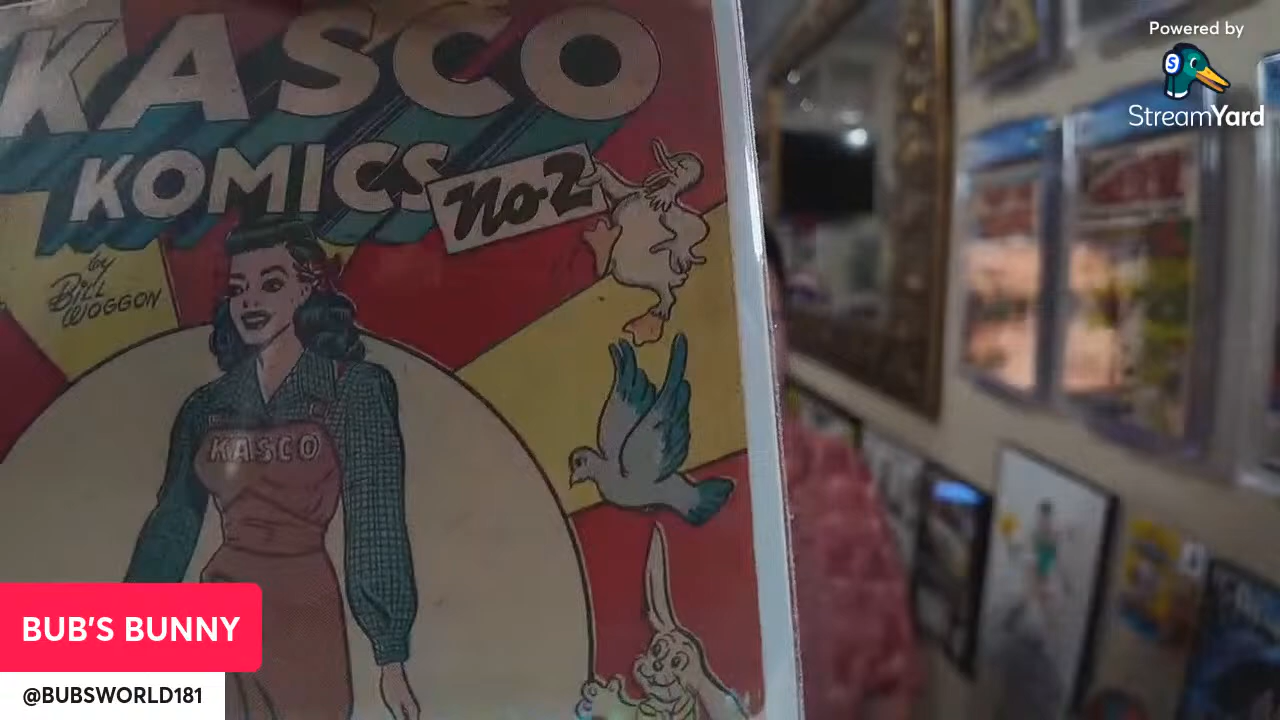 KASCO
KOMICS
No-2
by
BILL
WOGGON
KASCO
Powered by
S
StreamYard
BUB'S BUNNY
@BUBSWORLD181